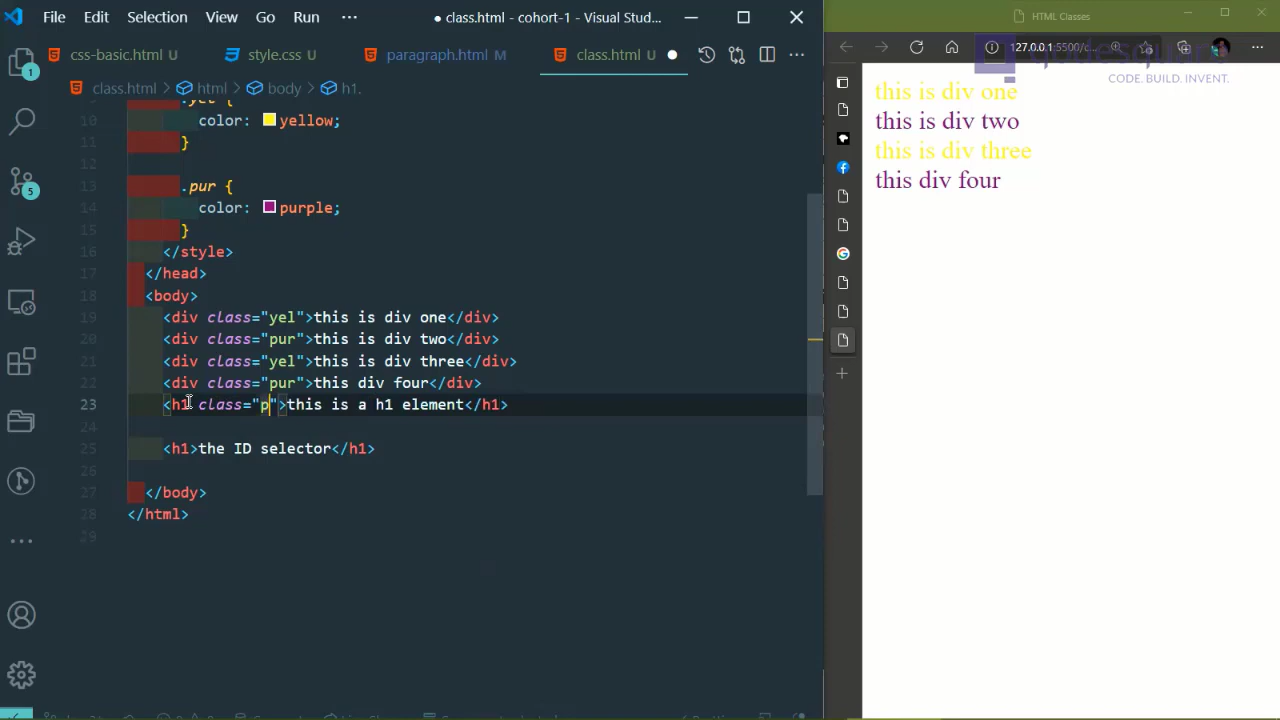 File Edit Selection View Go Run ··· ● class.html - cohort-1 - Visual Stud...
css-basic.html U style.css U paragraph.html M class.html U ●
class.html > html > body > h1.
10 color: yellow;
11 }
12
13 .pur {
14 color: purple;
15 }
16 </style>
17 </head>
18 <body>
19 <div class="yel">this is div one</div>
20 <div class="pur">this is div two</div>
21 <div class="yel">this is div three</div>
22 <div class="pur">this div four</div>
23 <h1 class="p">this is a h1 element</h1>
24
25 <h1>the ID selector</h1>
26
27 </body>
28 </html>
29
1
5
HTML Classes
127.0.0.1:5500/c...
CODE. BUILD. INVENT.
this is div one
this is div two
this is div three
this div four